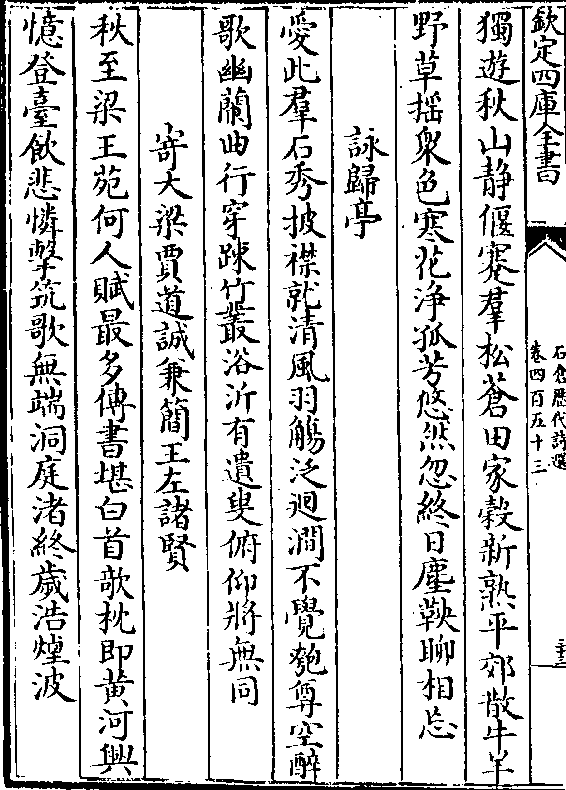 欽定四庫全書
石倉歷代詩選
卷四百五十三
獨遊秋山静偃蹇羣松蒼田家穀新熟平郊散牛羊
野草揺衆色寒花浄孤芳悠然忽終日塵鞅聊相忘
詠歸亭
愛此羣石秀披襟就清風羽觴泛迴澗不覺匏尊空醉
歌幽蘭曲行穿踈竹叢浴沂有遺叟俯仰將無同
寄大梁賈道誠兼簡王左諸賢
秋至梁王苑何人賦最多傳書堪白首欹枕即黄河興
憶登臺飲悲憐擊筑歌無端洞庭渚終歲浩煙波